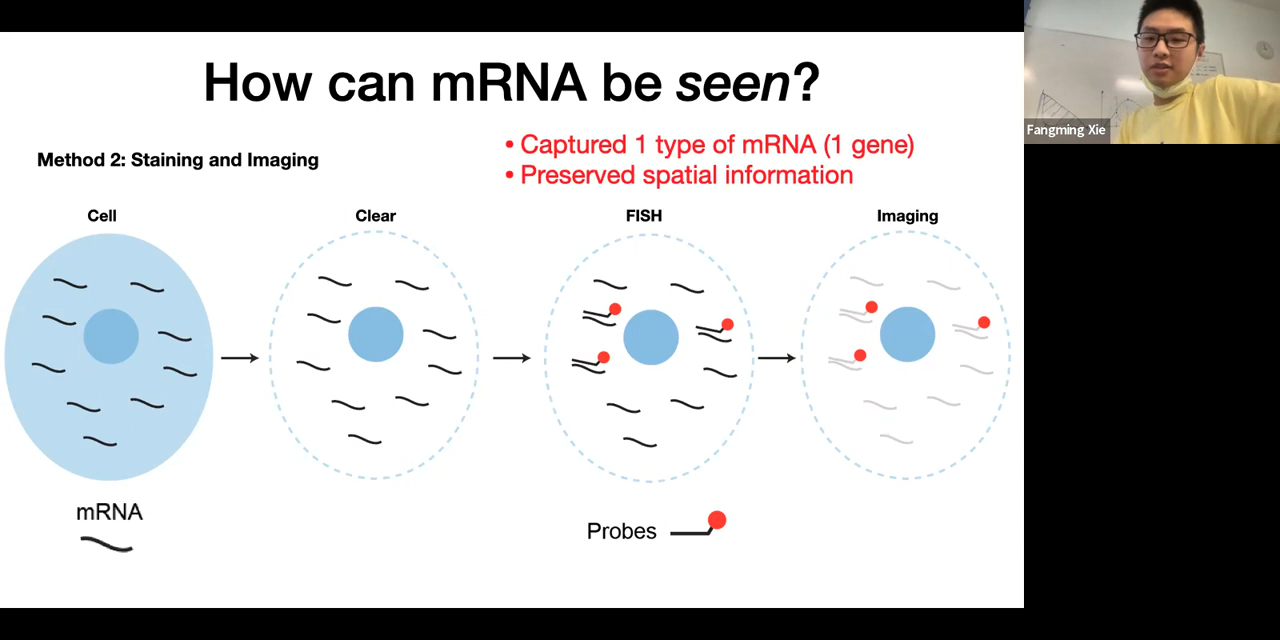 How can mRNA be seen?
• Captured 1 type of mRNA (1 gene)
• Preserved spatial information
Method 2: Staining and Imaging
Cell
Clear
FISH
Imaging
mRNA
Probes
Fangming Xie